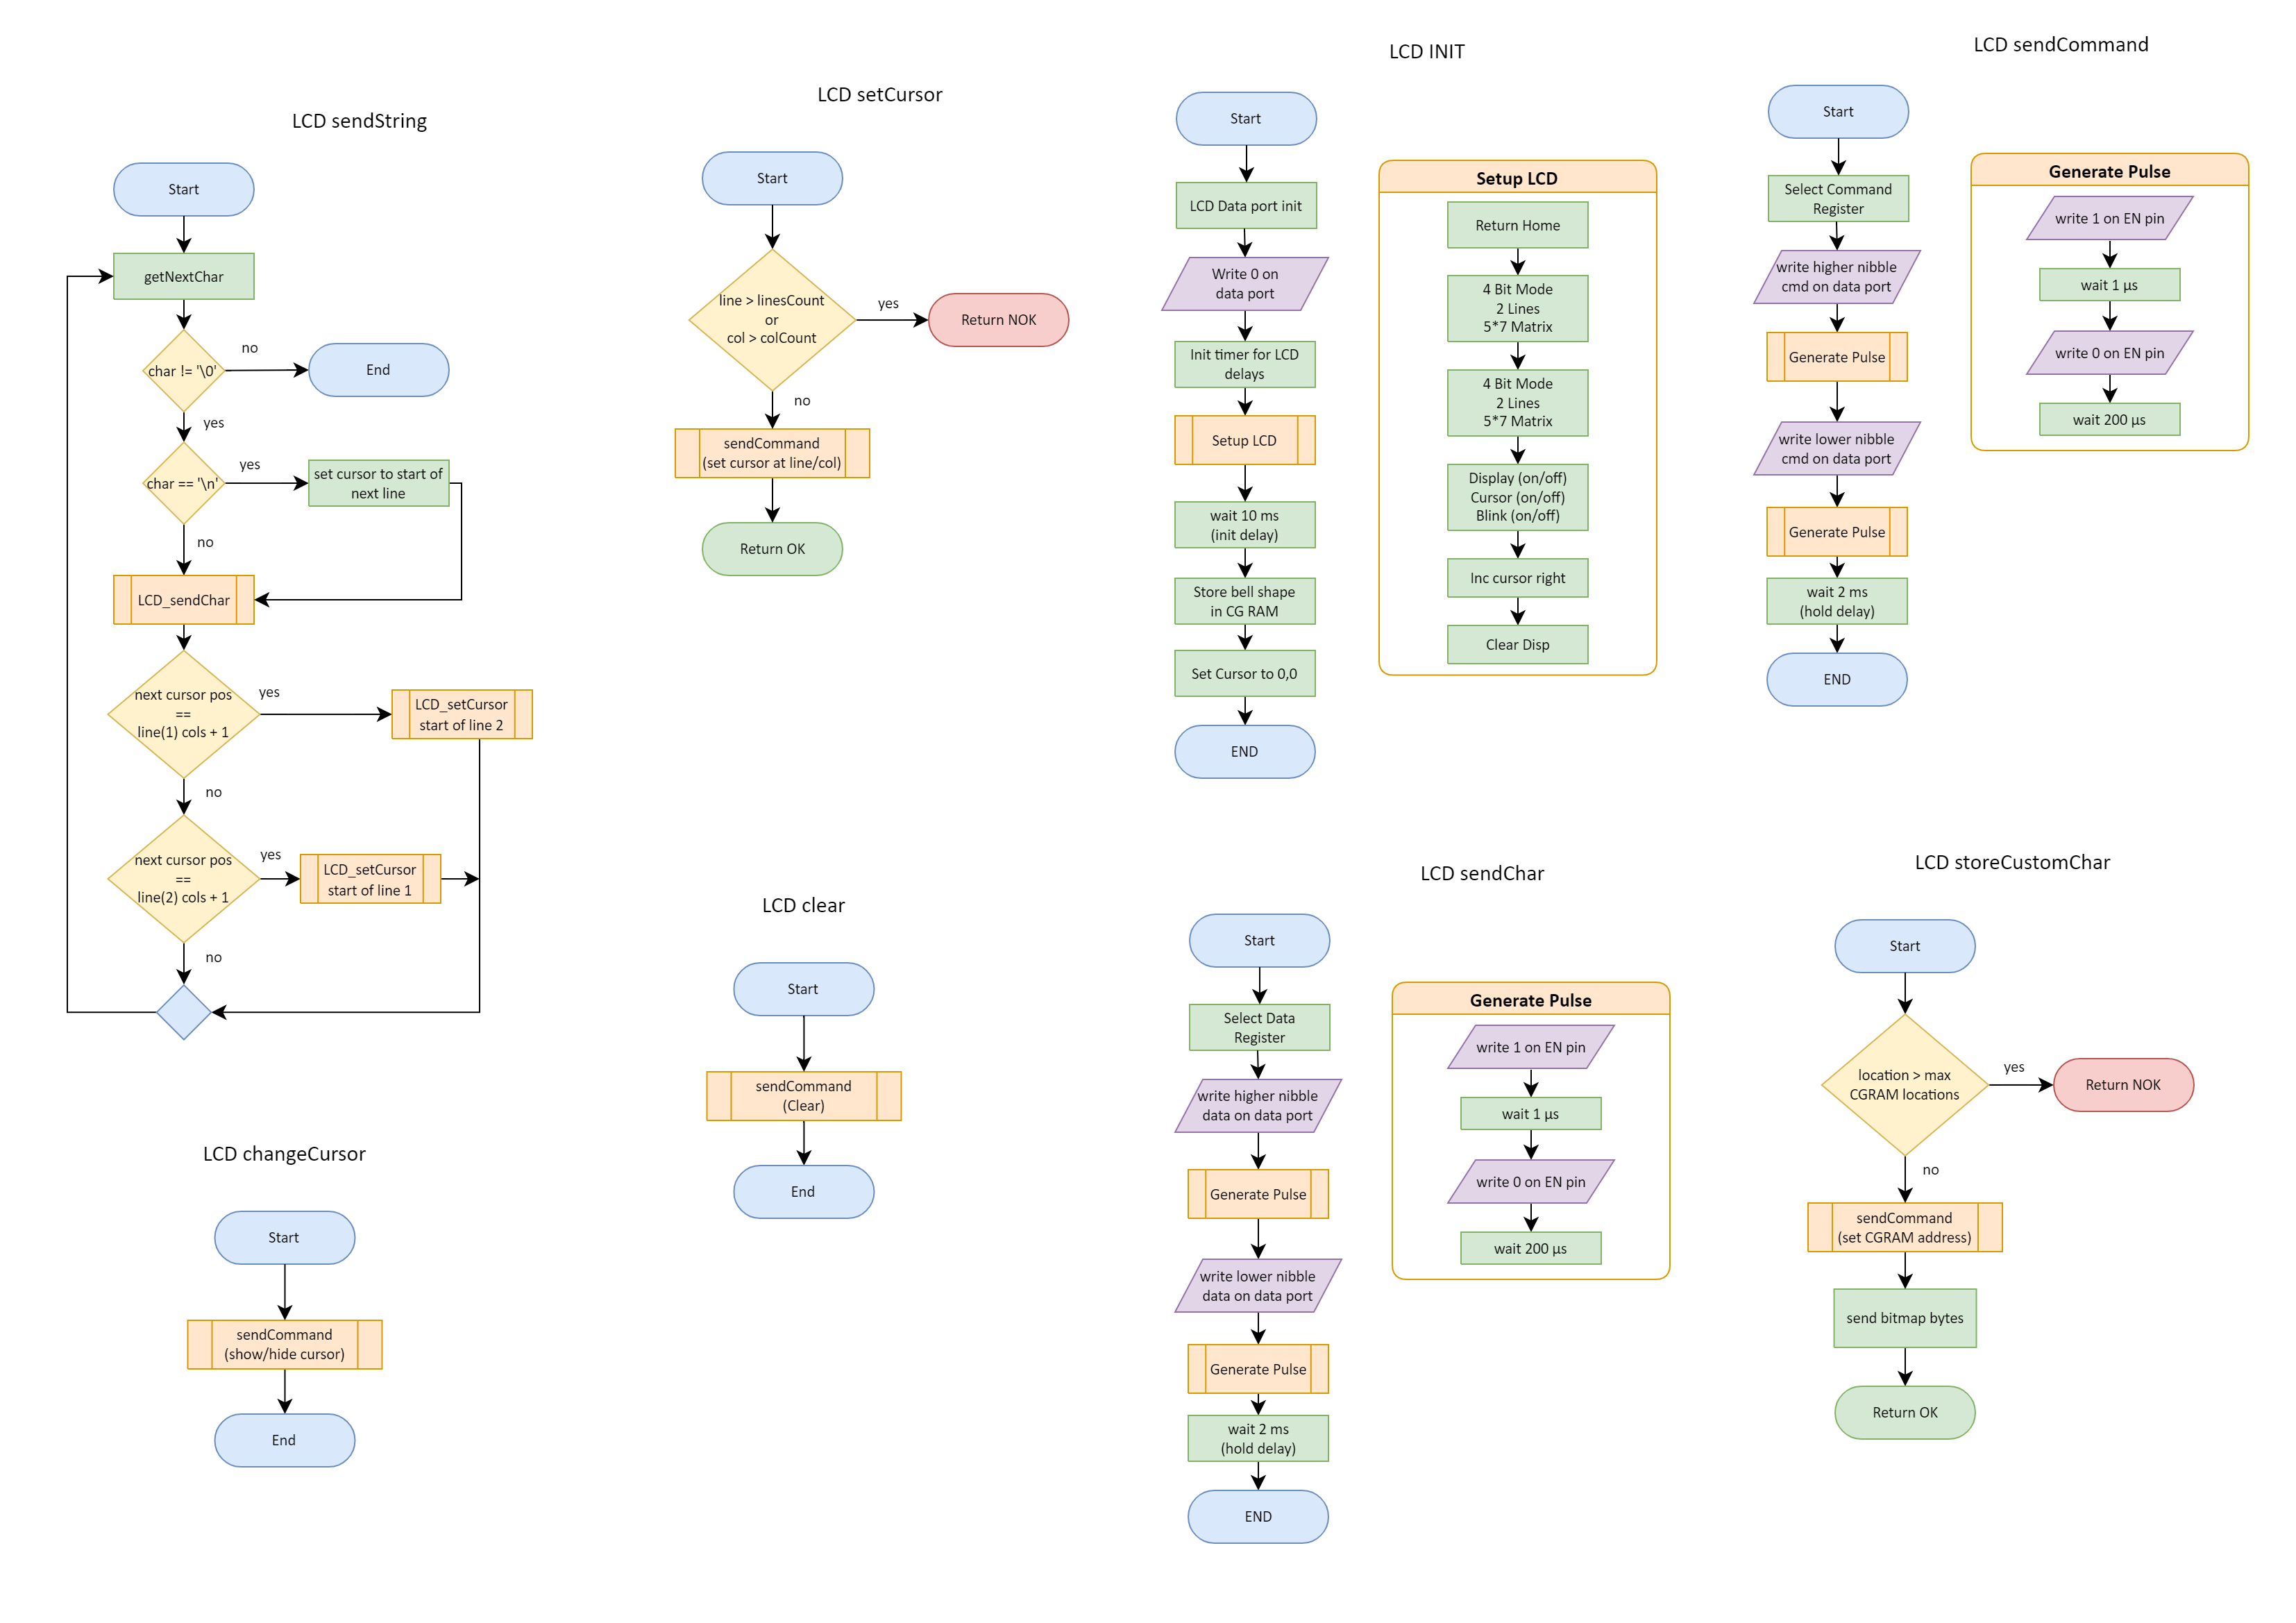 LCD sendString
Start
getNextChar
char != '\0'
no
End
yes
char == '\n'
yes
set cursor to start of
next line
no
LCD_sendChar
next cursor pos
==
line(1) cols + 1
yes
LCD_setCursor
start of line 2
no
next cursor pos
==
line(2) cols + 1
yes
LCD_setCursor
start of line 1
no
LCD changeCursor
Start
sendCommand
(show/hide cursor)
End
LCD setCursor
Start
line > linesCount
or
col > colCount
yes
Return NOK
no
sendCommand
(set cursor at line/col)
Return OK
LCD clear
Start
sendCommand
(Clear)
End
LCD INIT
Start
LCD Data port init
Write 0 on
data port
Init timer for LCD
delays
Setup LCD
wait 10 ms
(init delay)
Store bell shape
in CG RAM
Set Cursor to 0,0
END
Setup LCD
Return Home
4 Bit Mode
2 Lines
5*7 Matrix
4 Bit Mode
2 Lines
5*7 Matrix
Display (on/off)
Cursor (on/off)
Blink (on/off)
Inc cursor right
Clear Disp
LCD sendCommand
Start
Select Command
Register
write higher nibble
cmd on data port
Generate Pulse
write lower nibble
cmd on data port
Generate Pulse
wait 2 ms
(hold delay)
END
Generate Pulse
write 1 on EN pin
wait 1 µs
write 0 on EN pin
wait 200 µs
LCD sendChar
Start
Select Data
Register
write higher nibble
data on data port
Generate Pulse
write lower nibble
data on data port
Generate Pulse
wait 2 ms
(hold delay)
END
Generate Pulse
write 1 on EN pin
wait 1 µs
write 0 on EN pin
wait 200 µs
LCD storeCustomChar
Start
location > max
CGRAM locations
yes
Return NOK
no
sendCommand
(set CGRAM address)
send bitmap bytes
Return OK